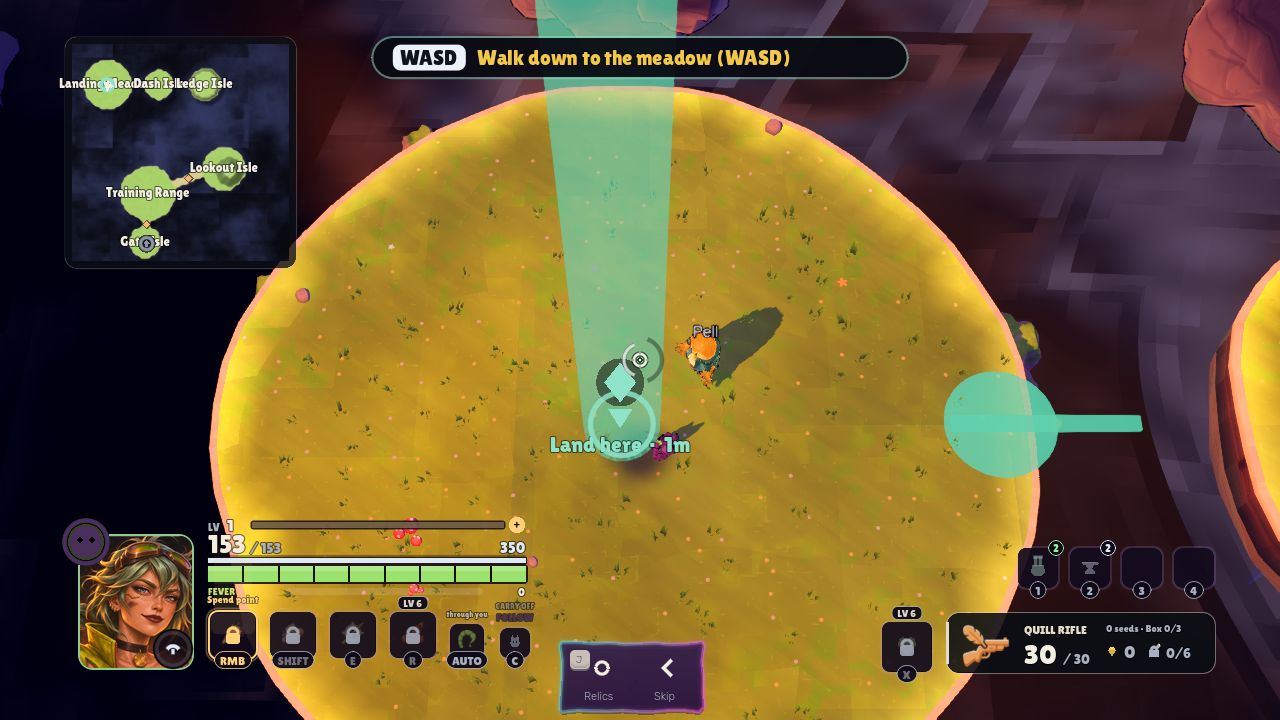 WASD Walk down to the meadow (WASD)
Dash Isle
Ledge Isle
Lookout Isle
Training Range
Pell
Land here · 1m
LV 1
153 / 153
350
FEVER
0
Spend point
LV 6
through you
CARRY OFF
FOLLOW
RMB
SHIFT
E
R
AUTO
C
J
Relics
Skip
LV 6
X
2
2
1
2
3
4
QUILL RIFLE
0 seeds · Box 0/3
30 / 30
0
0/6